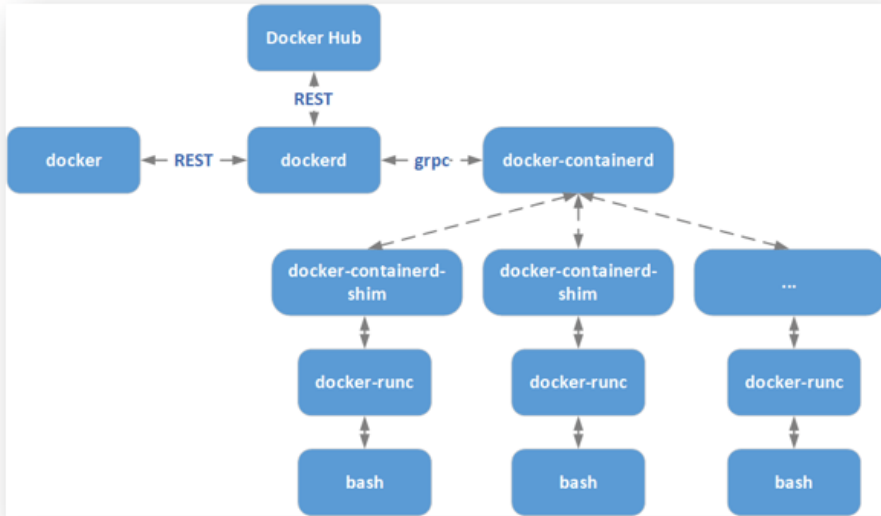 Docker Hub
REST
docker
REST
dockerd
grpc
docker-containerd
docker-containerd-
shim
docker-containerd-
shim
...
docker-runc
docker-runc
docker-runc
bash
bash
bash